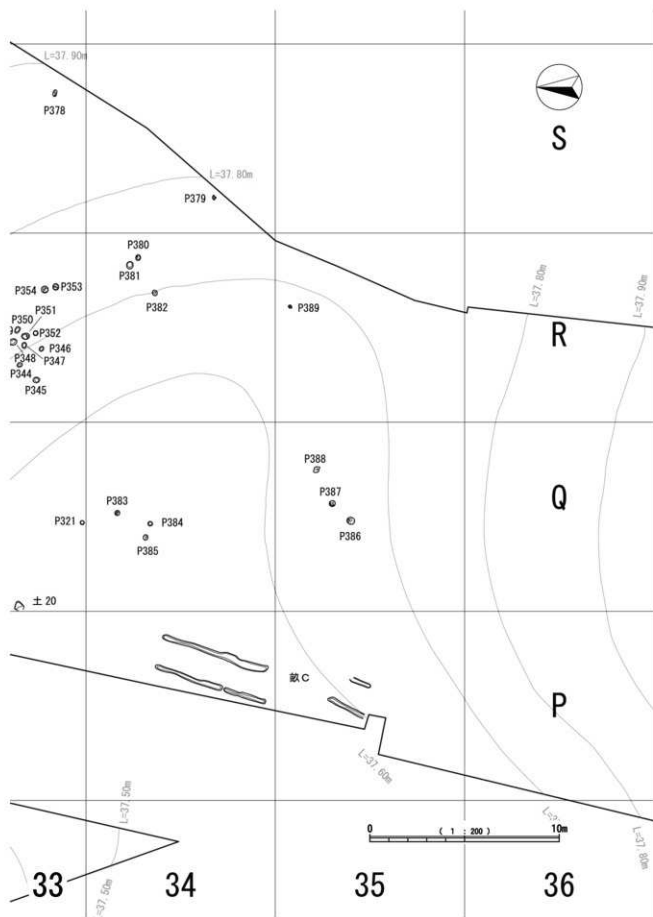 L=37.90m
P378
S
L=37.80m
P379
P380
P381
P382
P354
P353
P351
P350
P352
P346
P348
P347
P344
P345
P389
L=37.80m
L=37.90m
R
P388
P387
P386
Q
P383
P321
P384
P385
土20
畝C
P
L=37.60m
L=37.50m
L=37.80m
0
( 1 : 200 )
10m
L=37.50m
33
34
35
36